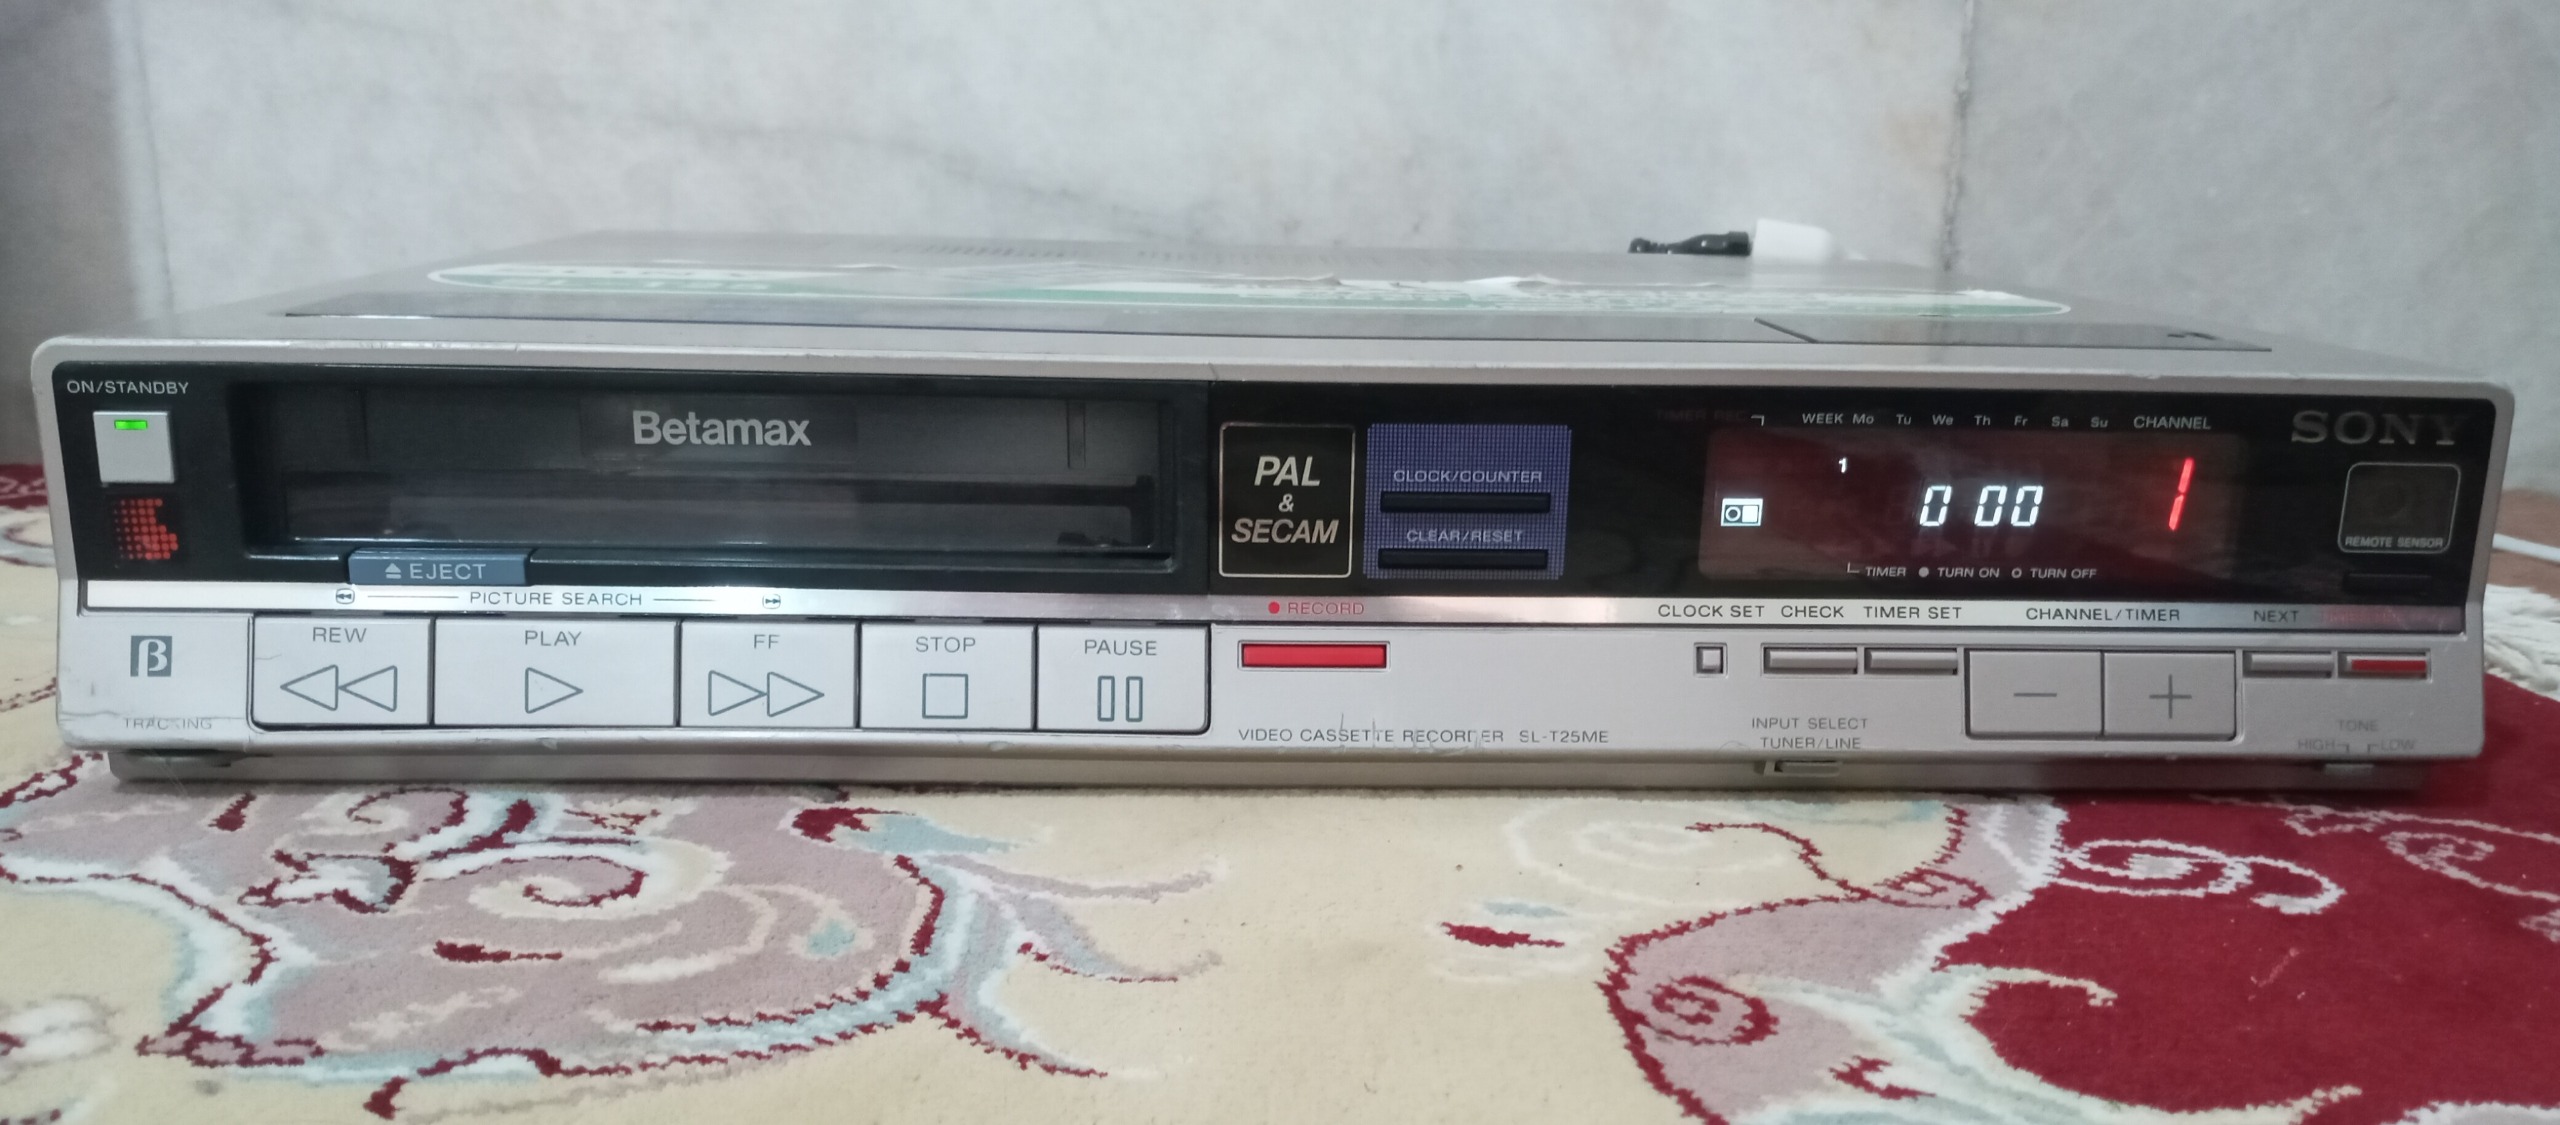 ON/STANDBY
Betamax
EJECT
PICTURE SEARCH
PAL
&
SECAM
CLOCK/COUNTER
CLEAR/RESET
TIMER REC
WEEK Mo Tu We Th Fr Sa Su CHANNEL
1
0 00
1
TIMER TURN ON TURN OFF
SONY
REMOTE SENSOR
RECORD
CLOCK SET CHECK TIMER SET CHANNEL/TIMER NEXT
REW
PLAY
FF
STOP
PAUSE
β
TRACKING
VIDEO CASSETTE RECORDER SL-T25ME
INPUT SELECT
TUNER/LINE
TONE
HIGH LOW